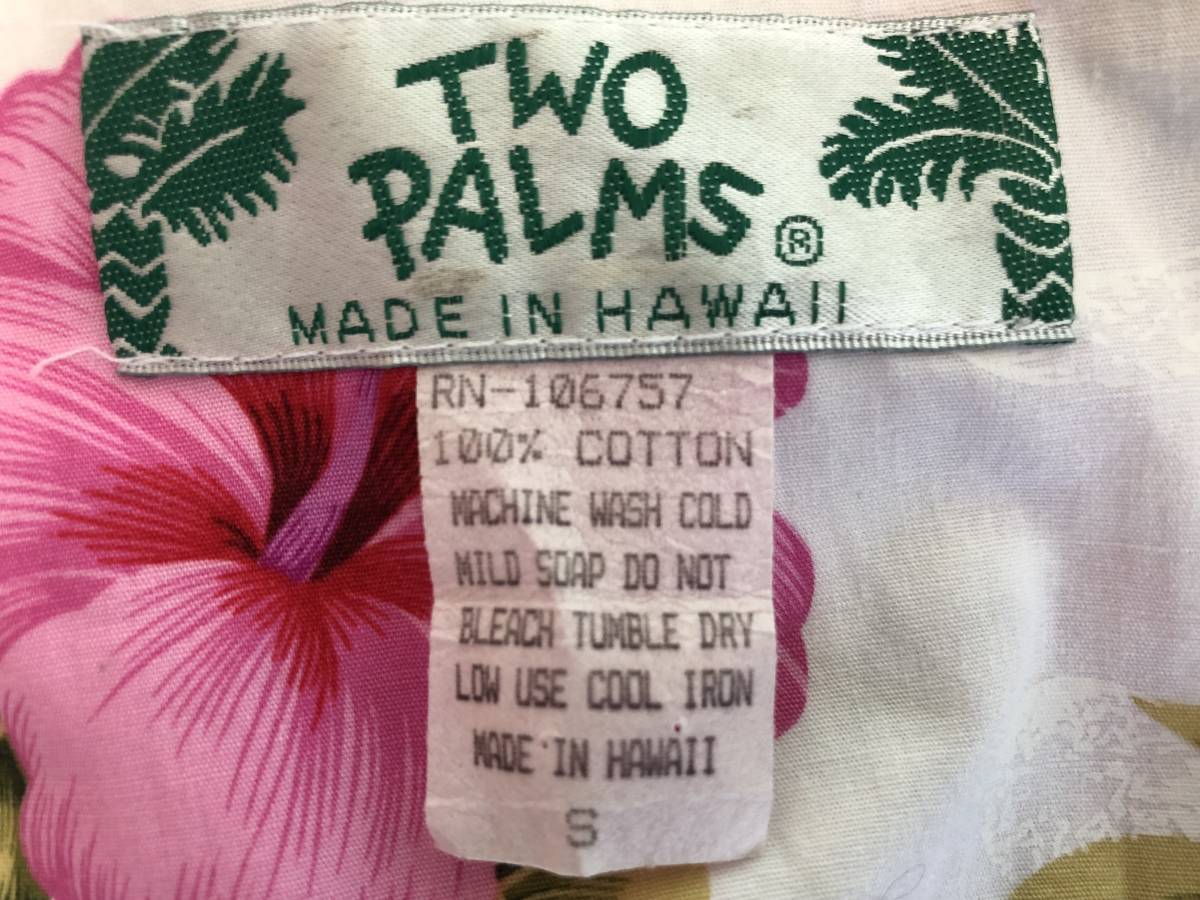 TWO
PALMS®
MADE IN HAWAII
RN-106757
100% COTTON
MACHINE WASH COLD
MILD SOAP DO NOT
BLEACH TUMBLE DRY
LOW USE COOL IRON
MADE IN HAWAII
S